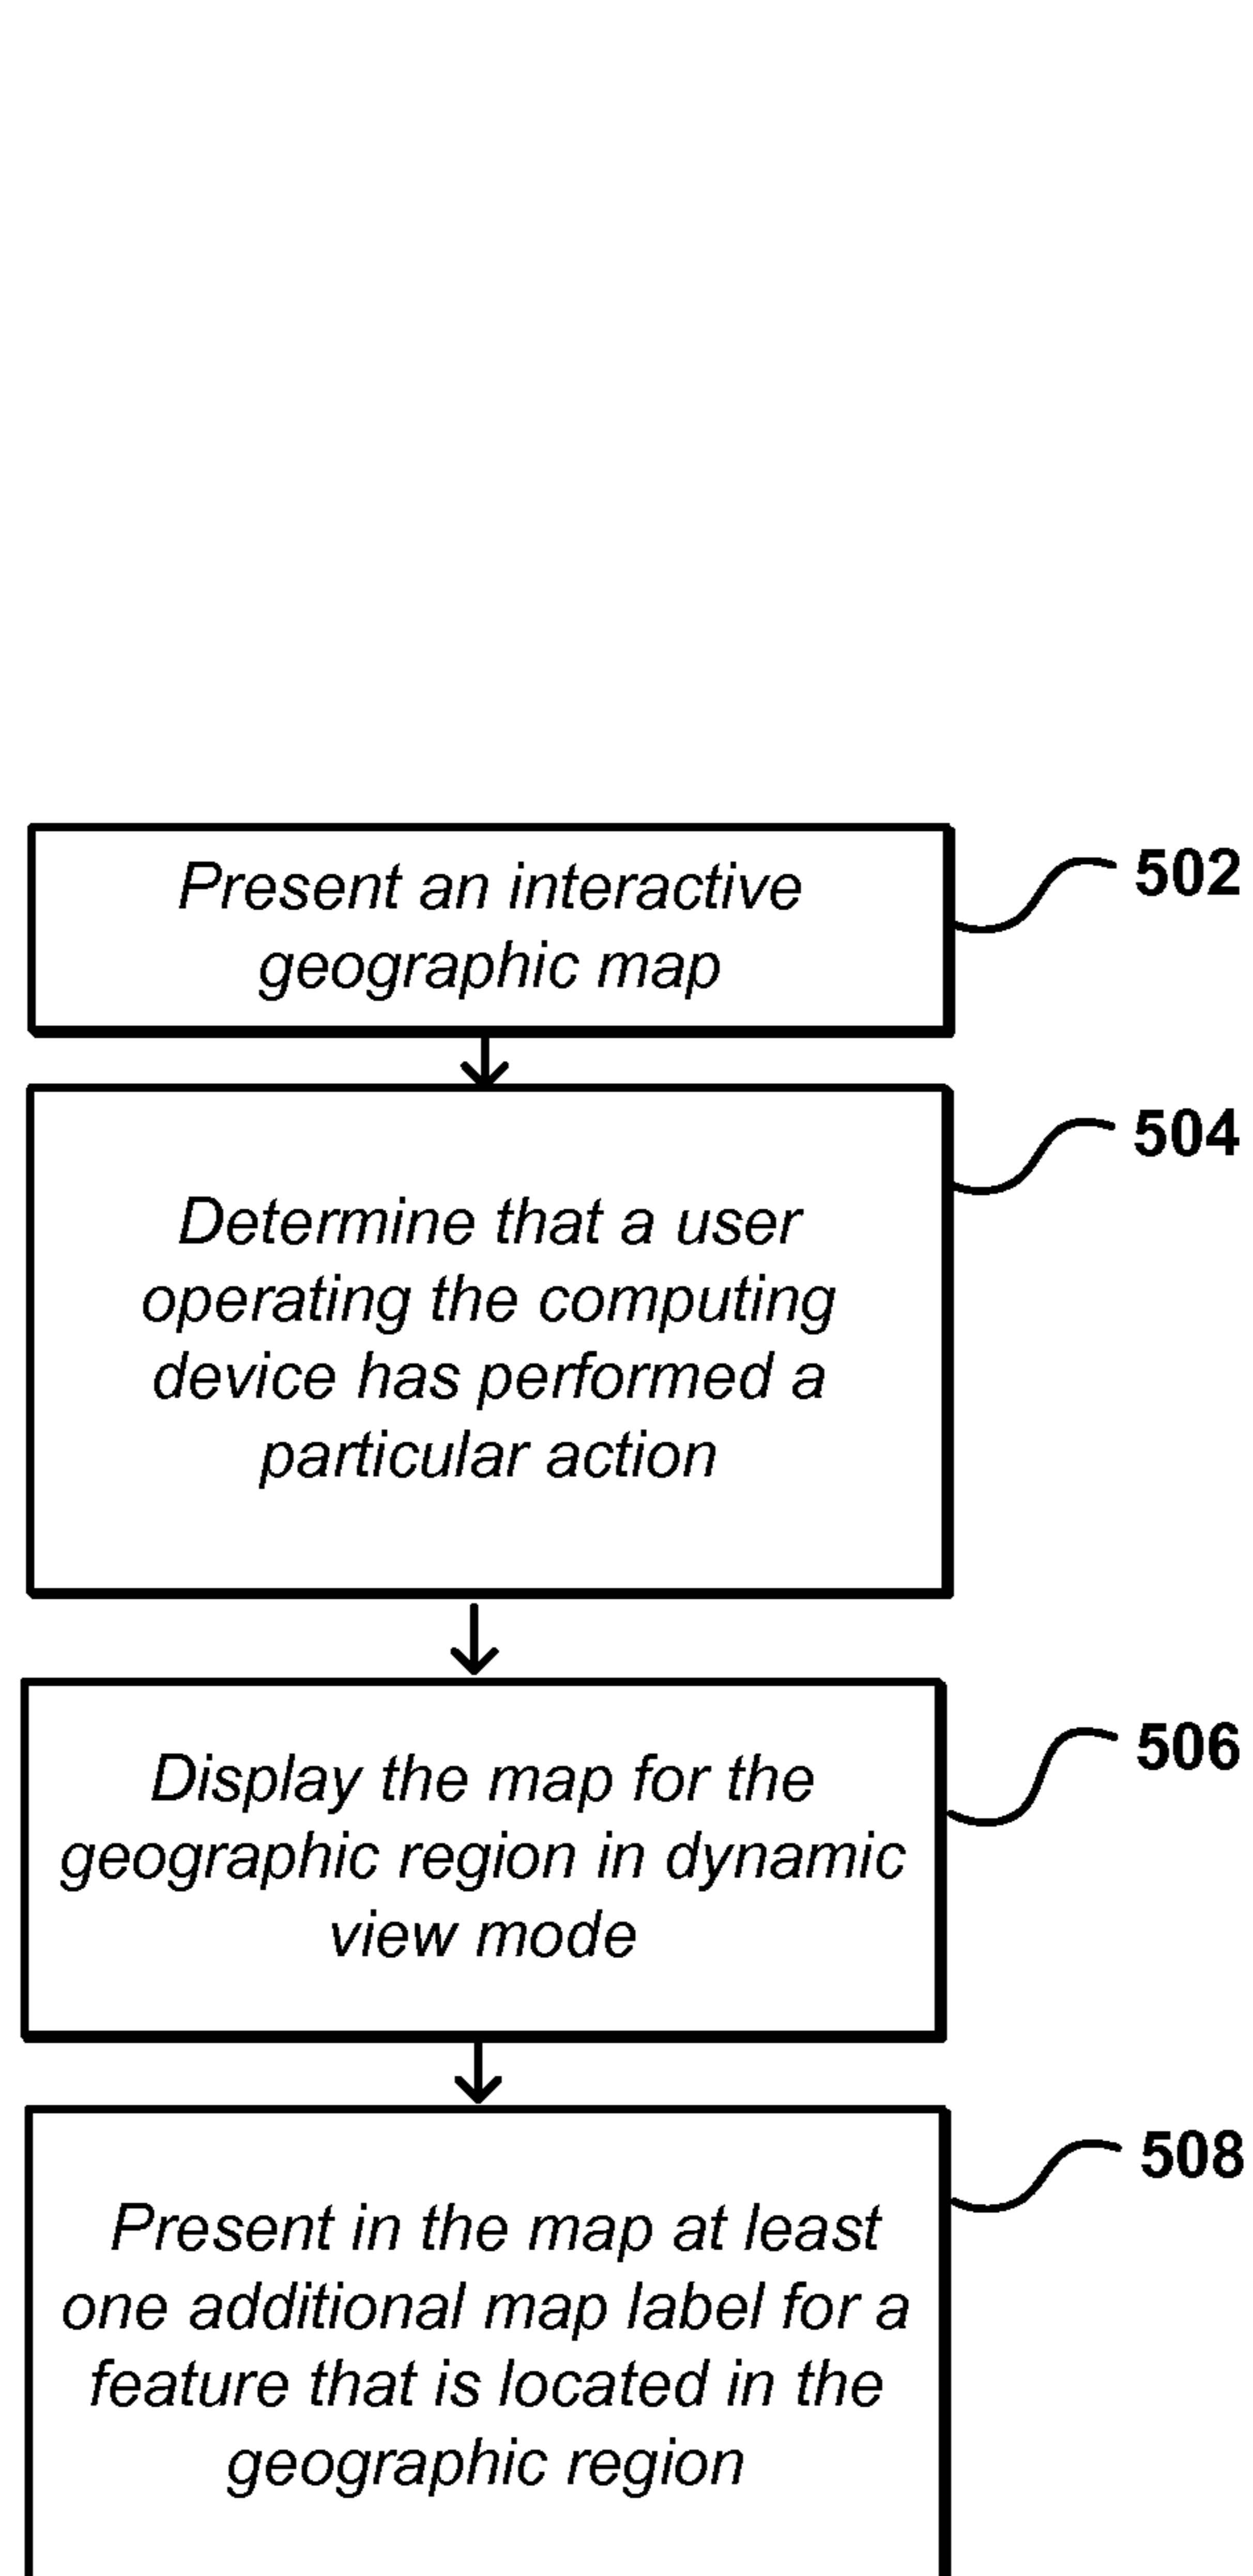 Present an interactive
geographic map
502
Determine that a user
operating the computing
device has performed a
particular action
504
Display the map for the
geographic region in dynamic
view mode
506
Present in the map at least
one additional map label for a
feature that is located in the
geographic region
508